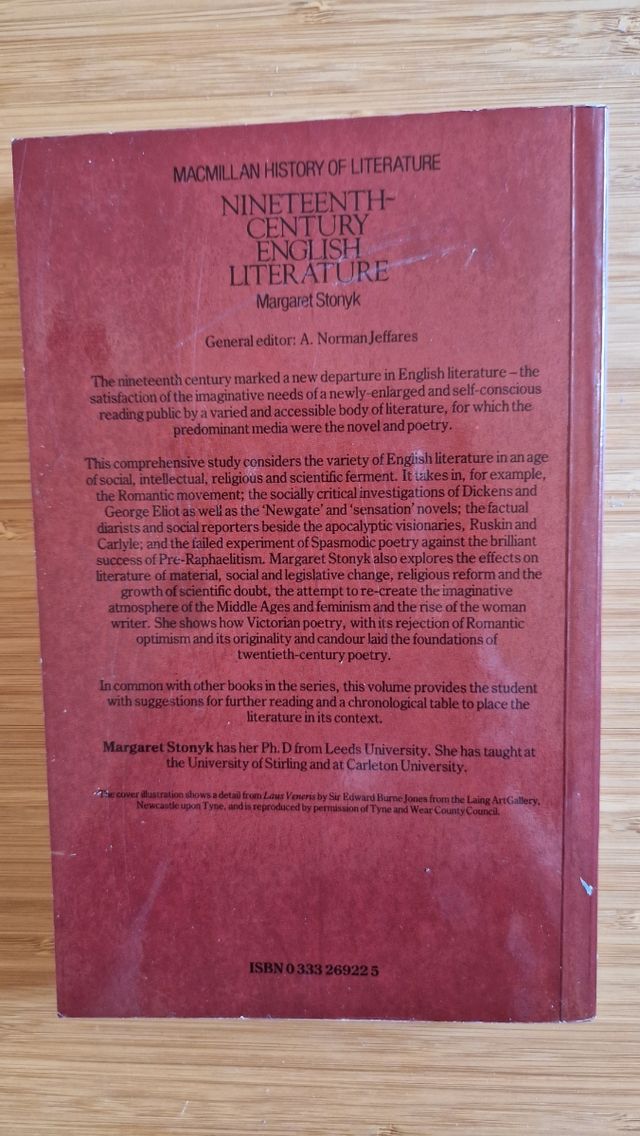 MACMILLAN HISTORY OF LITERATURE
NINETEENTH-
CENTURY
ENGLISH
LITERATURE
Margaret Stonyk
General editor: A. Norman Jeffares
The nineteenth century marked a new departure in English literature – the
satisfaction of the imaginative needs of a newly-enlarged and self-conscious
reading public by a varied and accessible body of literature, for which the
predominant media were the novel and poetry.
This comprehensive study considers the variety of English literature in an age
of social, intellectual, religious and scientific ferment. It takes in, for example,
the Romantic movement; the socially critical investigations of Dickens and
George Eliot as well as the 'Newgate' and 'sensation' novels; the factual
diarists and social reporters beside the apocalyptic visionaries, Ruskin and
Carlyle; and the failed experiment of Spasmodic poetry against the brilliant
success of Pre-Raphaelitism. Margaret Stonyk also explores the effects on
literature of material, social and legislative change, religious reform and the
growth of scientific doubt, the attempt to re-create the imaginative
atmosphere of the Middle Ages and feminism and the rise of the woman
writer. She shows how Victorian poetry, with its rejection of Romantic
optimism and its originality and candour laid the foundations of
twentieth-century poetry.
In common with other books in the series, this volume provides the student
with suggestions for further reading and a chronological table to place the
literature in its context.
Margaret Stonyk has her Ph.D from Leeds University. She has taught at
the University of Stirling and at Carleton University.
The cover illustration shows a detail from Laus Veneris by Sir Edward Burne Jones from the Laing Art Gallery,
Newcastle upon Tyne, and is reproduced by permission of Tyne and Wear County Council.
ISBN 0 333 26922 5